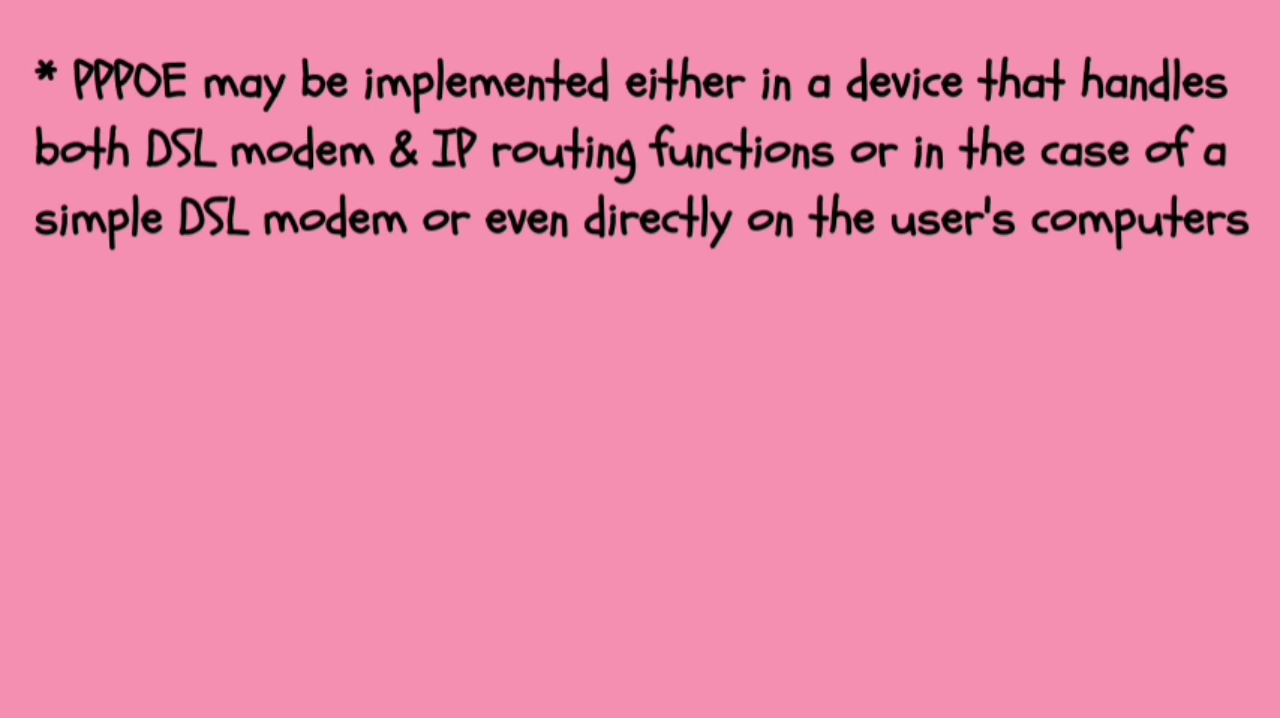 * PPPOE may be implemented either in a device that handles
both DSL modem & IP routing functions or in the case of a
simple DSL modem or even directly on the user's computers